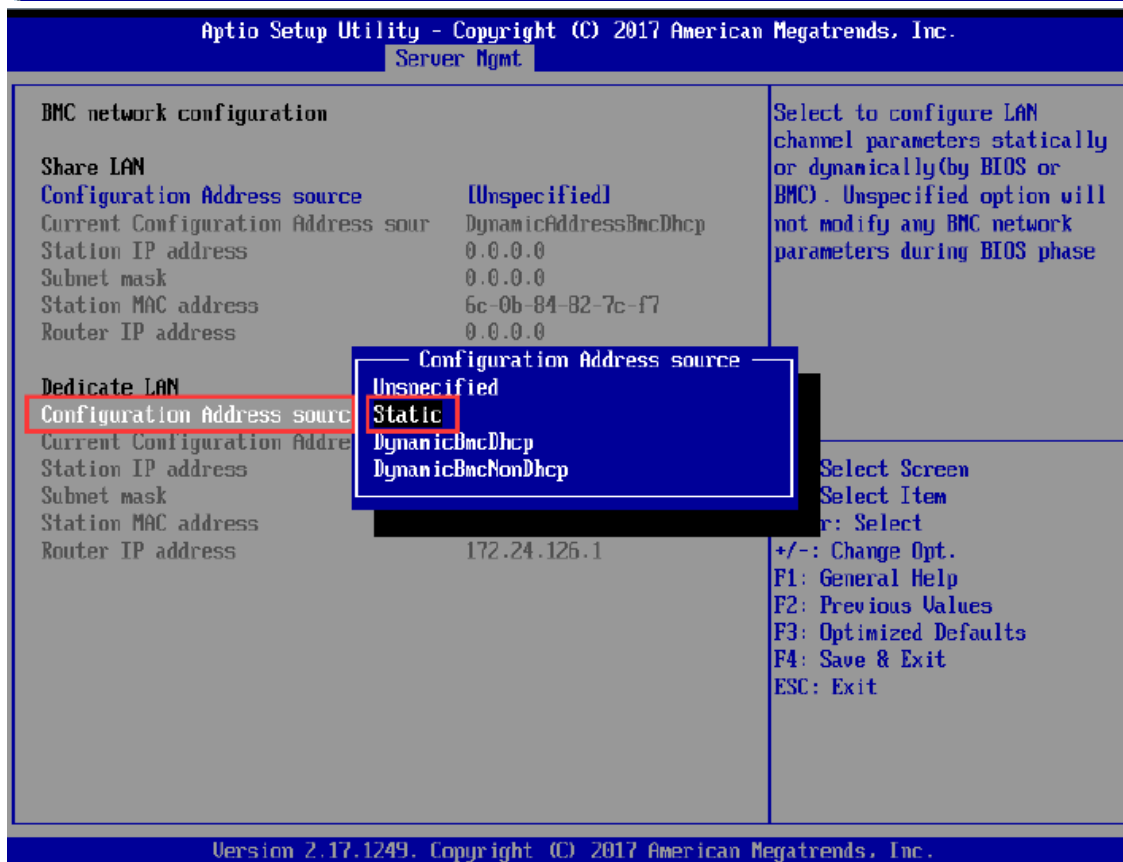 Aptio Setup Utility - Copyright (C) 2017 American Megatrends, Inc.
Server Mgmt
BMC network configuration
Share LAN
Configuration Address source [Unspecified]
Current Configuration Address sour DynamicAddressBmcDhcp
Station IP address 0.0.0.0
Subnet mask 0.0.0.0
Station MAC address 6c-0b-84-82-7c-f7
Router IP address 0.0.0.0
Dedicate LAN
Configuration Address sourc
Current Configuration Addre
Station IP address
Subnet mask
Station MAC address
Router IP address 172.24.126.1
Configuration Address source
Unspecified
Static
DynamicBmcDhcp
DynamicBmcNonDhcp
Select to configure LAN
channel parameters statically
or dynamically(by BIOS or
BMC). Unspecified option will
not modify any BMC network
parameters during BIOS phase
Select Screen
Select Item
r: Select
+/-: Change Opt.
F1: General Help
F2: Previous Values
F3: Optimized Defaults
F4: Save & Exit
ESC: Exit
Version 2.17.1249. Copyright (C) 2017 American Megatrends, Inc.